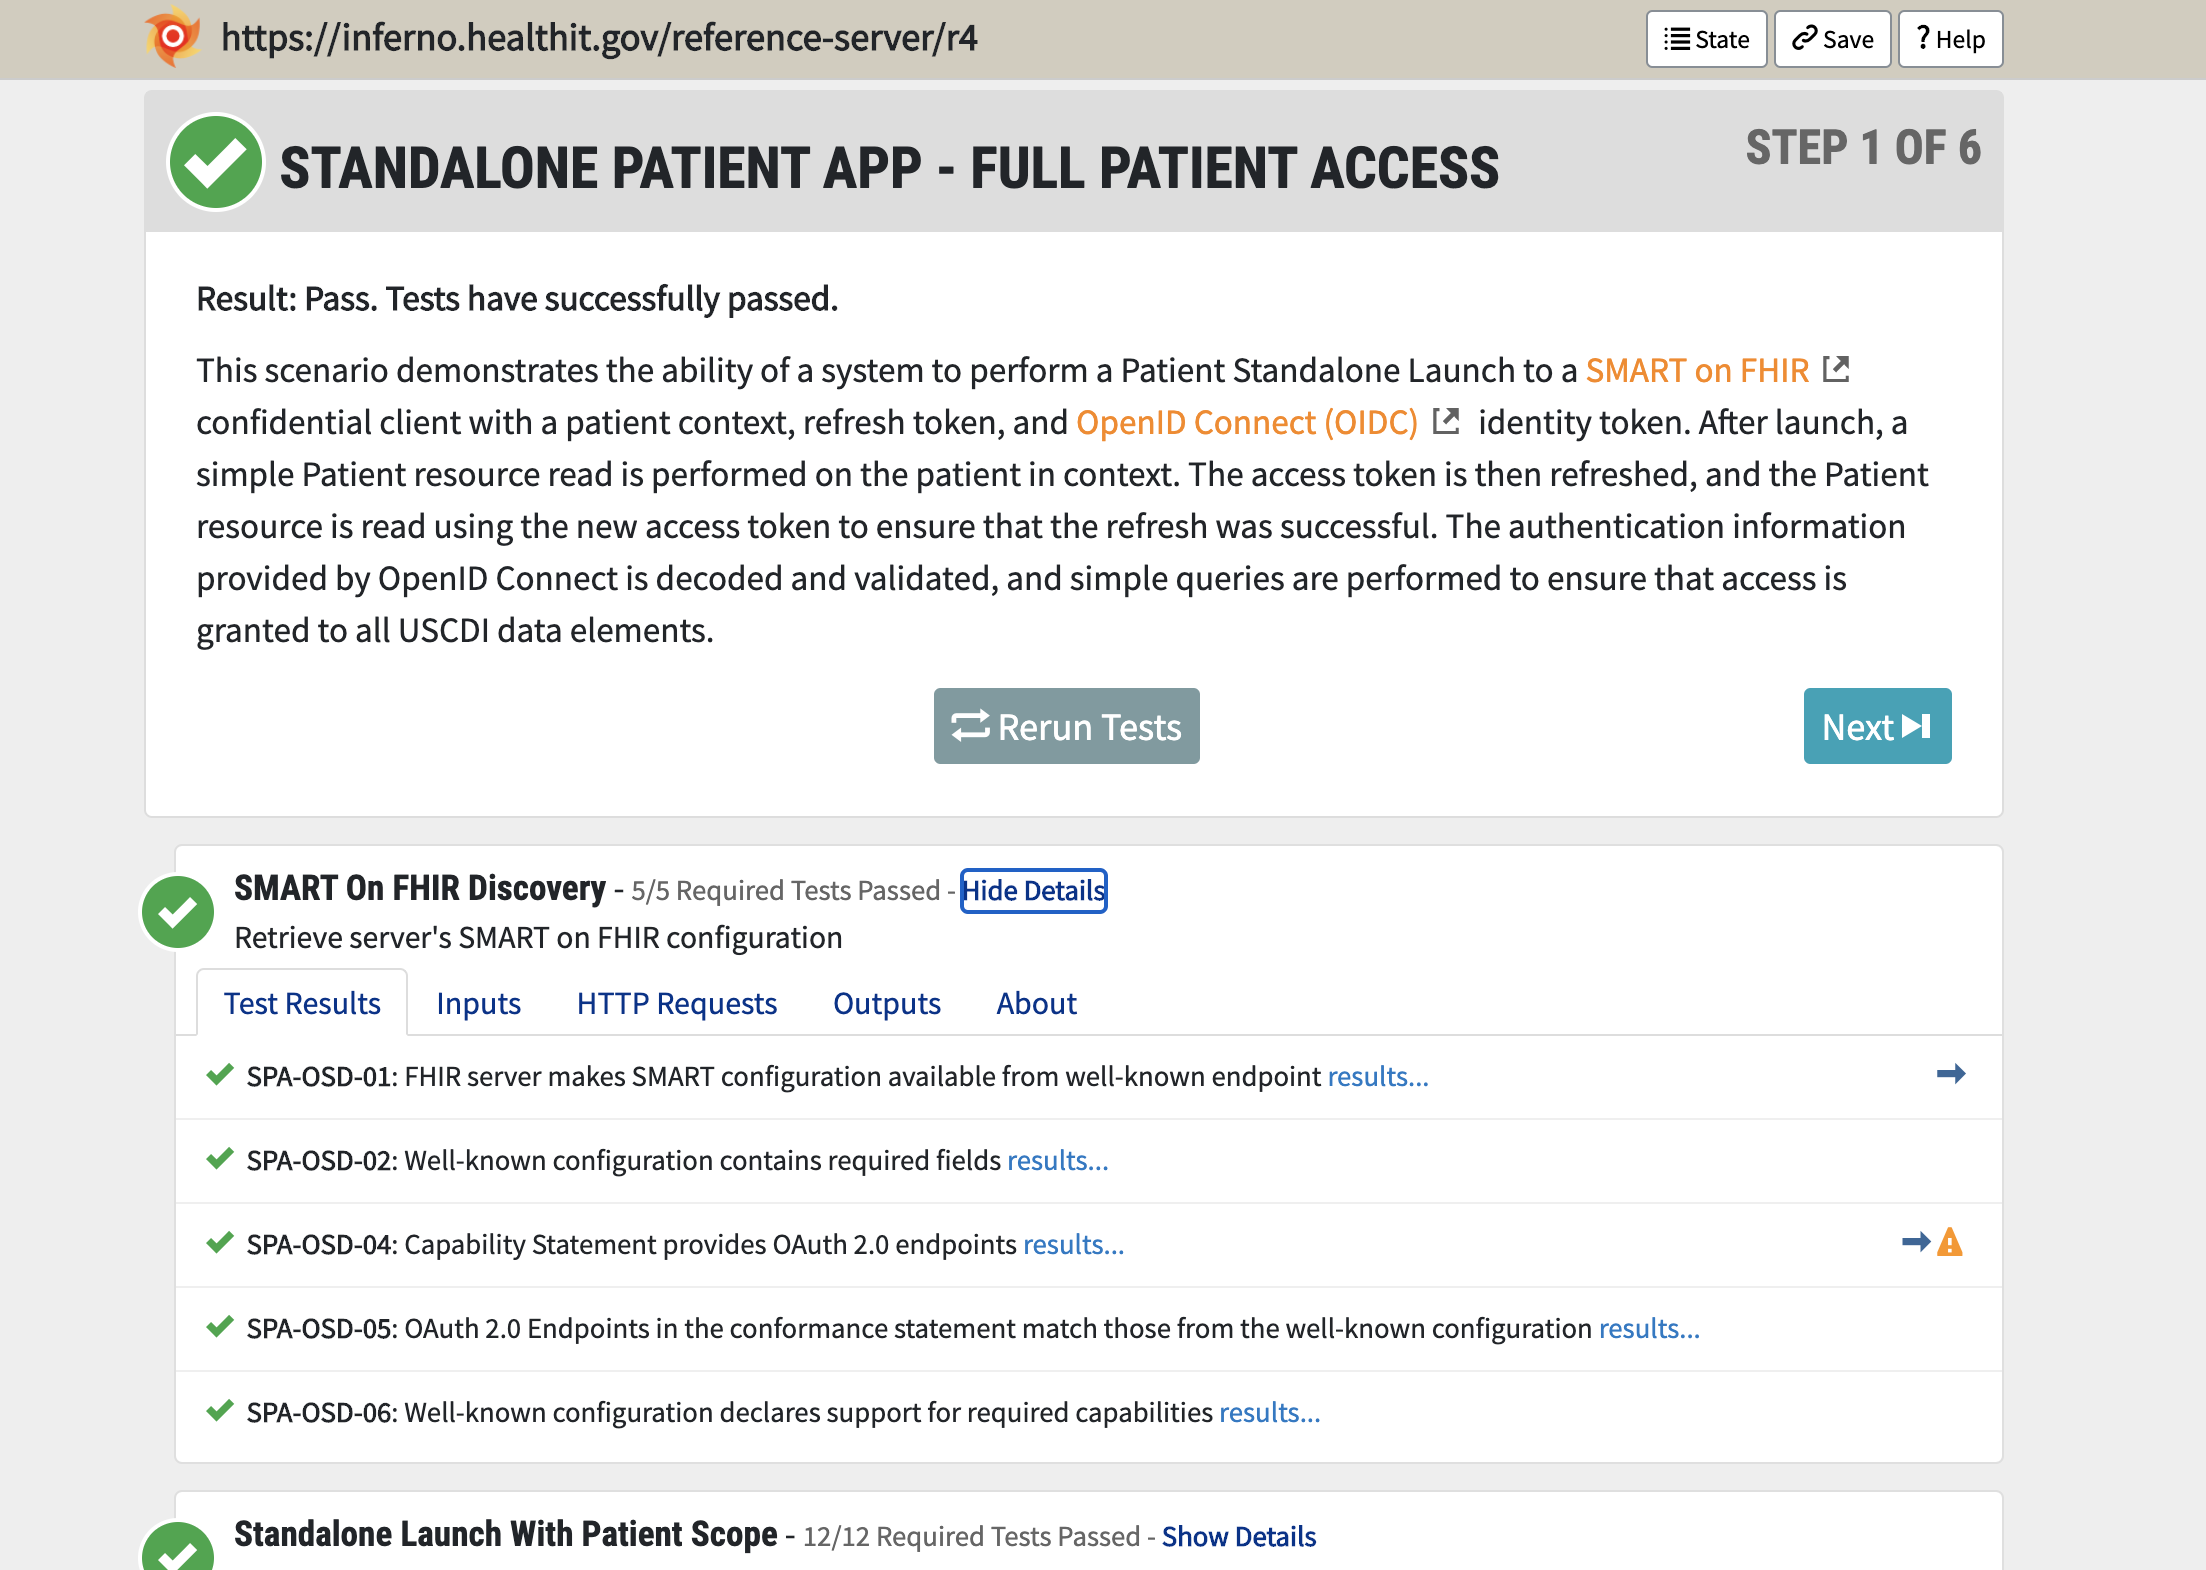 https://inferno.healthit.gov/reference-server/r4
State
Save
? Help
STANDALONE PATIENT APP - FULL PATIENT ACCESS
STEP 1 OF 6
Result: Pass. Tests have successfully passed.
This scenario demonstrates the ability of a system to perform a Patient Standalone Launch to a SMART on FHIR
confidential client with a patient context, refresh token, and OpenID Connect (OIDC) identity token. After launch, a
simple Patient resource read is performed on the patient in context. The access token is then refreshed, and the Patient
resource is read using the new access token to ensure that the refresh was successful. The authentication information
provided by OpenID Connect is decoded and validated, and simple queries are performed to ensure that access is
granted to all USCDI data elements.
Rerun Tests
Next
SMART On FHIR Discovery - 5/5 Required Tests Passed - Hide Details
Retrieve server's SMART on FHIR configuration
Test Results
Inputs
HTTP Requests
Outputs
About
SPA-OSD-01: FHIR server makes SMART configuration available from well-known endpoint results...
SPA-OSD-02: Well-known configuration contains required fields results...
SPA-OSD-04: Capability Statement provides OAuth 2.0 endpoints results...
SPA-OSD-05: OAuth 2.0 Endpoints in the conformance statement match those from the well-known configuration results...
SPA-OSD-06: Well-known configuration declares support for required capabilities results...
Standalone Launch With Patient Scope - 12/12 Required Tests Passed - Show Details